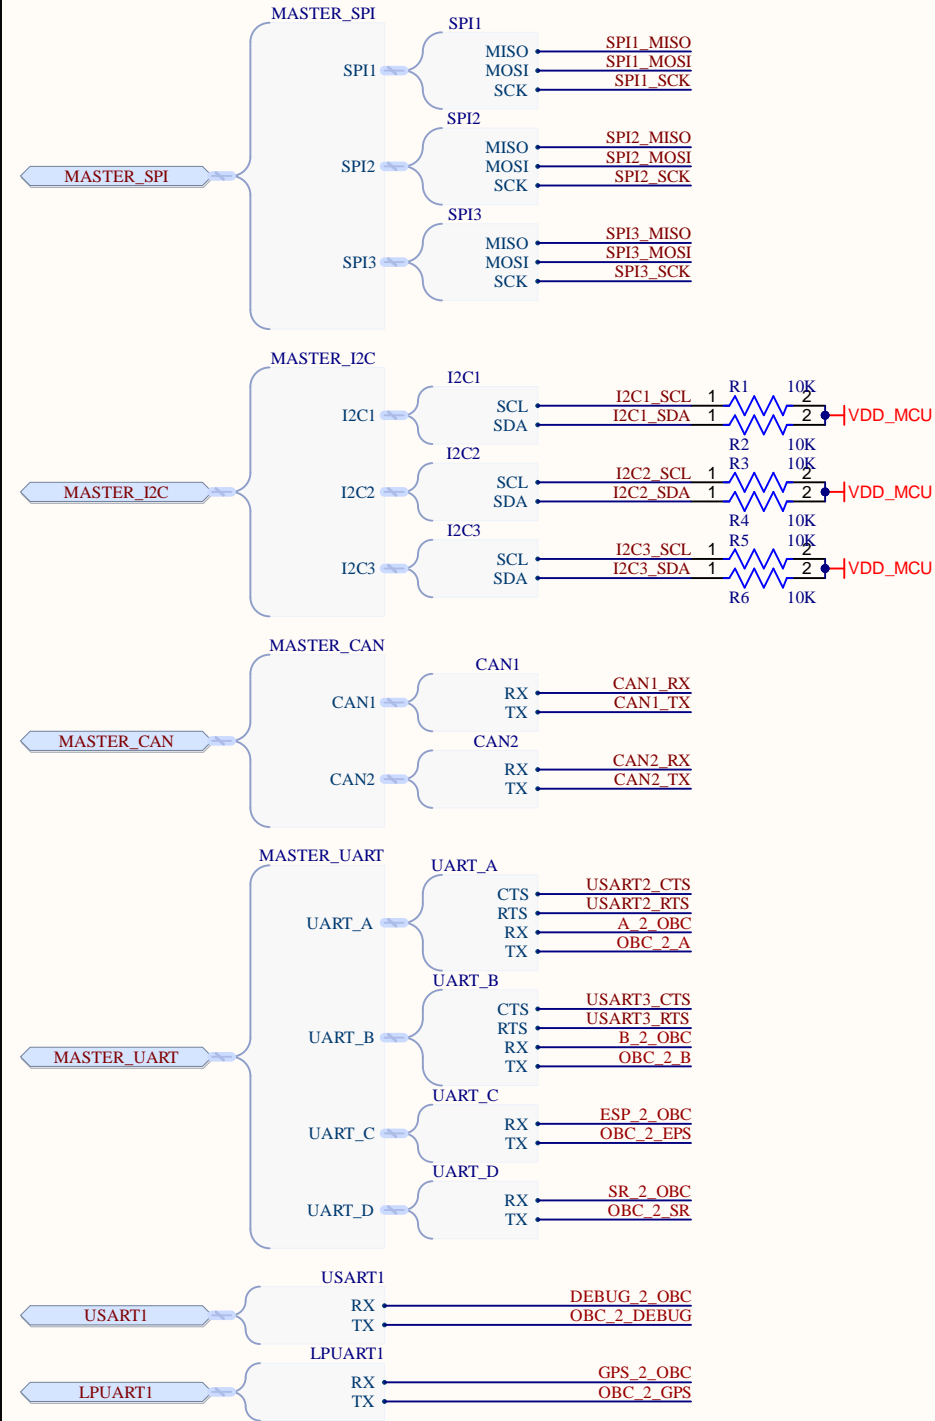 MASTER_SPI
SPI1
MISO SPI1_MISO
SPI1 MOSI SPI1_MOSI
SCK SPI1_SCK
SPI2
MISO SPI2_MISO
SPI2 MOSI SPI2_MOSI
MASTER_SPI SCK SPI2_SCK
SPI3
MISO SPI3_MISO
SPI3 MOSI SPI3_MOSI
SCK SPI3_SCK
MASTER_I2C
I2C1 R1 10K
SCL I2C1_SCL 1 2
I2C1 VDD_MCU
SDA I2C1_SDA 1 2
R2 10K
I2C2 R3 10K
SCL I2C2_SCL 1 2
MASTER_I2C I2C2 VDD_MCU
SDA I2C2_SDA 1 2
R4 10K
I2C3 R5 10K
SCL I2C3_SCL 1 2
I2C3 VDD_MCU
SDA I2C3_SDA 1 2
R6 10K
MASTER_CAN
CAN1
RX CAN1_RX
CAN1
TX CAN1_TX
MASTER_CAN CAN2
RX CAN2_RX
CAN2
TX CAN2_TX
MASTER_UART
UART_A
CTS USART2_CTS
RTS USART2_RTS
UART_A
RX A_2_OBC
TX OBC_2_A
UART_B
CTS USART3_CTS
RTS USART3_RTS
UART_B
RX B_2_OBC
MASTER_UART
TX OBC_2_B
UART_C
RX ESP_2_OBC
UART_C
TX OBC_2_EPS
UART_D
RX SR_2_OBC
UART_D
TX OBC_2_SR
USART1
RX DEBUG_2_OBC
USART1
TX OBC_2_DEBUG
LPUART1
RX GPS_2_OBC
LPUART1
TX OBC_2_GPS